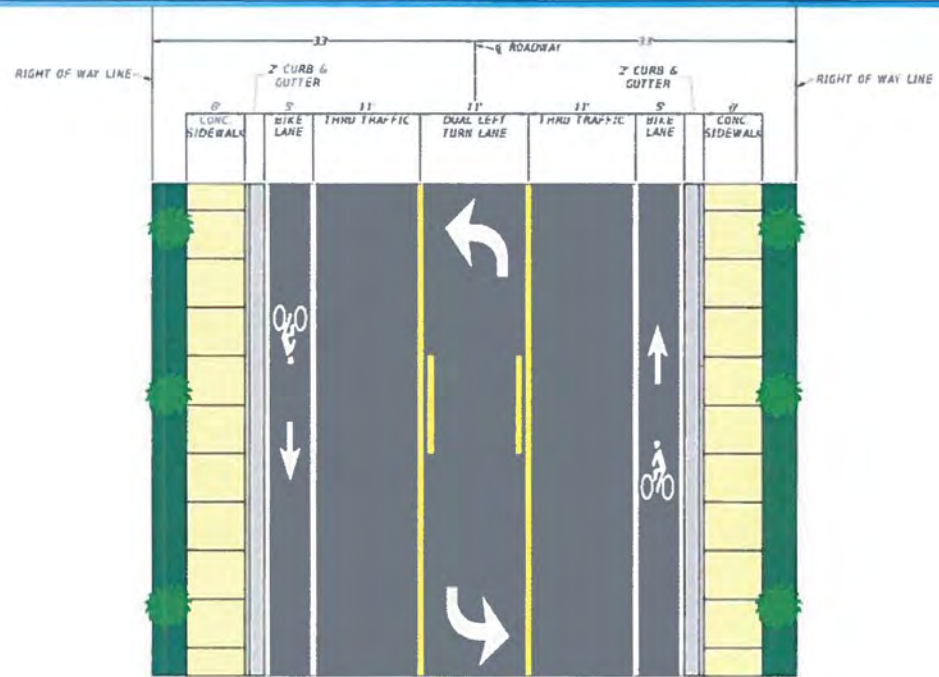 33' ℄ ROADWAY 33'
RIGHT OF WAY LINE
2' CURB &
GUTTER
2' CURB &
GUTTER
RIGHT OF WAY LINE
6' 5' 11' 11' 11' 5' 6'
CONC.
SIDEWALK
BIKE
LANE
THRU TRAFFIC
DUAL LEFT
TURN LANE
THRU TRAFFIC
BIKE
LANE
CONC.
SIDEWALK